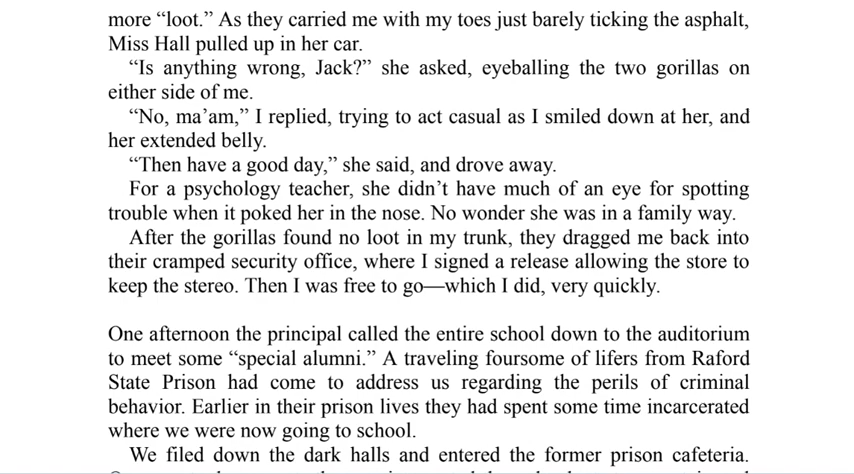 more “loot.” As they carried me with my toes just barely ticking the asphalt,
Miss Hall pulled up in her car.
“Is anything wrong, Jack?” she asked, eyeballing the two gorillas on
either side of me.
“No, ma’am,” I replied, trying to act casual as I smiled down at her, and
her extended belly.
“Then have a good day,” she said, and drove away.
For a psychology teacher, she didn’t have much of an eye for spotting
trouble when it poked her in the nose. No wonder she was in a family way.
After the gorillas found no loot in my trunk, they dragged me back into
their cramped security office, where I signed a release allowing the store to
keep the stereo. Then I was free to go—which I did, very quickly.
One afternoon the principal called the entire school down to the auditorium
to meet some “special alumni.” A traveling foursome of lifers from Raford
State Prison had come to address us regarding the perils of criminal
behavior. Earlier in their prison lives they had spent some time incarcerated
where we were now going to school.
We filed down the dark halls and entered the former prison cafeteria.